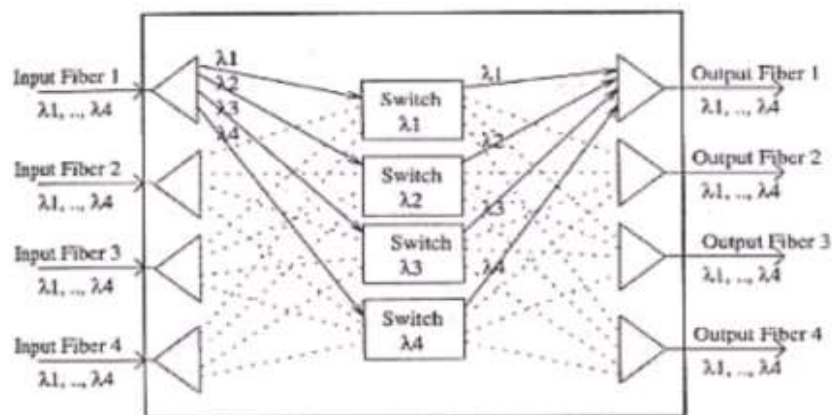 Input Fiber 1
λ1, .., λ4
Input Fiber 2
λ1, .., λ4
Input Fiber 3
λ1, .., λ4
Input Fiber 4
λ1, .., λ4
λ1
λ2
λ3
λ4
Switch
λ1
Switch
λ2
Switch
λ3
Switch
λ4
λ1
λ2
λ3
λ4
Output Fiber 1
λ1, .., λ4
Output Fiber 2
λ1, .., λ4
Output Fiber 3
λ1, .., λ4
Output Fiber 4
λ1, .., λ4